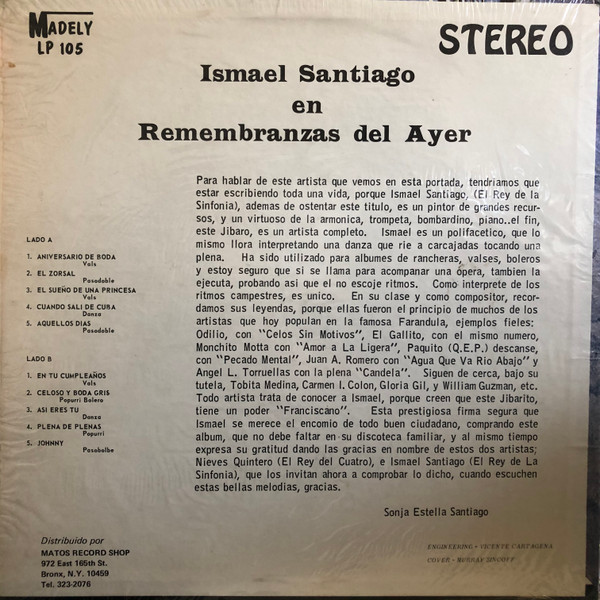 MADELY
LP 105
STEREO
Ismael Santiago
en
Remembranzas del Ayer
Para hablar de este artista que vemos en esta portada, tendriamos que
estar escribiendo toda una vida, porque Ismael Santiago, (El Rey de la
Sinfonia), ademas de ostentar este titulo, es un pintor de grandes recur-
sos, y un virtuoso de la armonica, trompeta, bombardino, piano..el fin,
este Jibaro, es un artista completo. Ismael es un polifacetico, que lo
mismo llora interpretando una danza que rie a carcajadas tocando una
plena. Ha sido utilizado para albumes de rancheras, valses, boleros
y estoy seguro que si se llama para acompanar una ópera, tambien la
ejecuta, probando asi que el no escoje ritmos. Como interprete de los
ritmos campestres, es unico. En su clase y como compositor, recor-
damos sus leyendas, porque ellas fueron el principio de muchos de los
artistas que hoy populan en la famosa Farandula, ejemplos fieles:
Odilio, con "Celos Sin Motivos", El Gallito, con el mismo numero,
Monchito Motta con "Amor a La Ligera", Paquito (Q.E.P.) descanse,
con "Pecado Mental", Juan A. Romero con "Agua Que Va Rio Abajo" y
Angel L. Torruellas con la plena "Candela". Siguen de cerca, bajo su
tutela, Tobita Medina, Carmen I. Colon, Gloria Gil, y William Guzman, etc.
Todo artista trata de conocer a Ismael, porque creen que este Jibarito,
tiene un poder "Franciscano". Esta prestigiosa firma segura que
Ismael se merece el encomio de todo buen ciudadano, comprando este
album, que no debe faltar en su discoteca familiar, y al mismo tiempo
expresa su gratitud dando las gracias en nombre de estos dos artistas;
Nieves Quintero (El Rey del Cuatro), e Ismael Santiago (El Rey de La
Sinfonia), que los invitan ahora a comprobar lo dicho, cuando escuchen
estas bellas melodias, gracias.
Sonja Estella Santiago
LADO A
1. ANIVERSARIO DE BODA
Vals
2. EL ZORSAL
Pasodoble
3. EL SUEÑO DE UNA PRINCESA
Vals
4. CUANDO SALI DE CUBA
Danza
5. AQUELLOS DIAS
Pasodoble
LADO B
1. EN TU CUMPLEAÑOS
Vals
2. CELOSO Y BODA GRIS
Popurri Bolero
3. ASI ERES TU
Danza
4. PLENA DE PLENAS
Popurri
5. JOHNNY
Pasobolbe
Distribuido por
MATOS RECORD SHOP
972 East 165th St.
Bronx, N.Y. 10459
Tel. 323-2076
ENGINEERING • VICENTE CARTAGENA
COVER - MURRAY